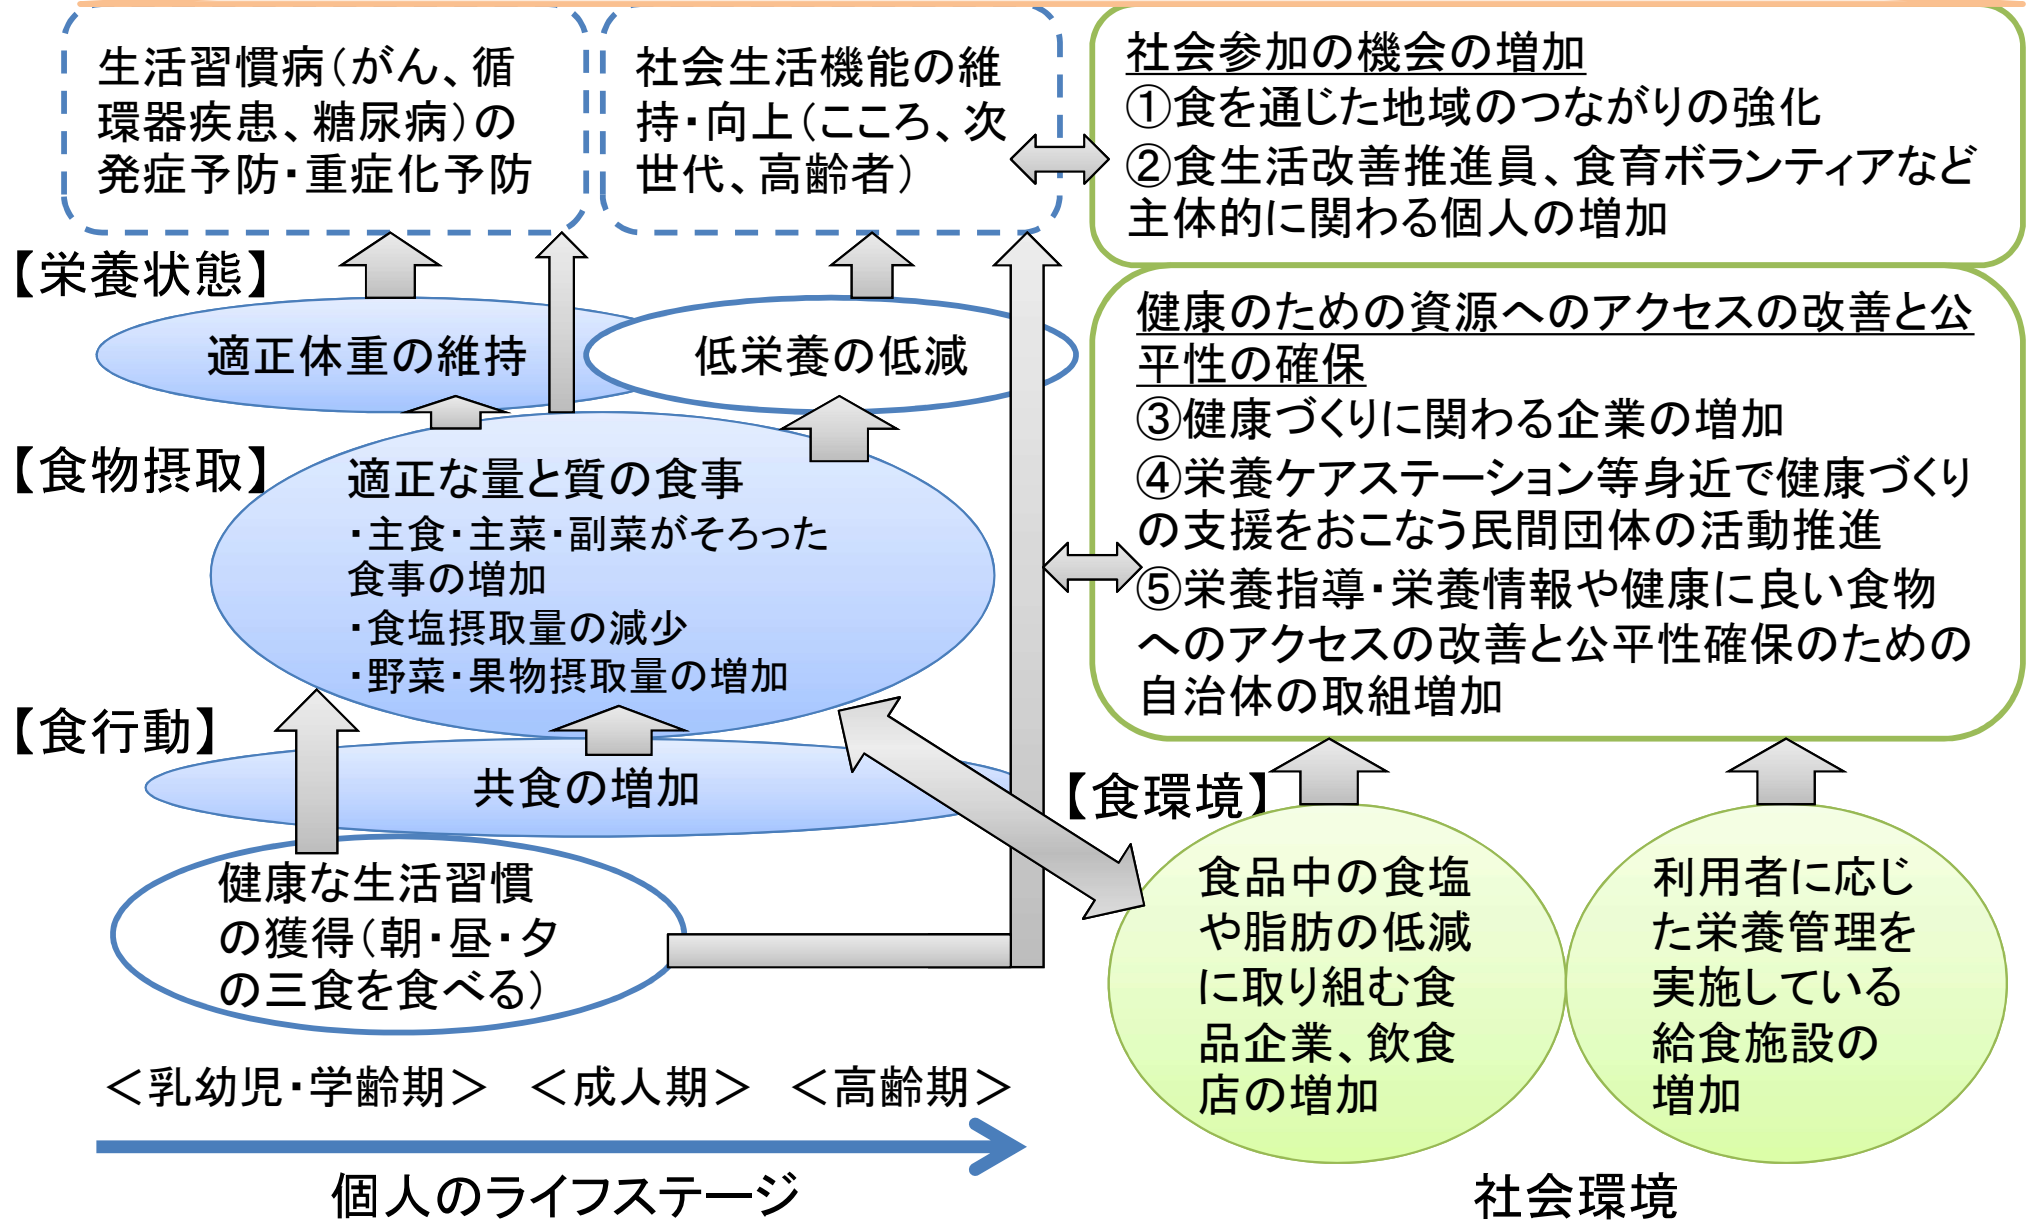 生活習慣病(がん、循
環器疾患、糖尿病)の
発症予防・重症化予防
社会生活機能の維
持・向上(こころ、次
世代、高齢者)
社会参加の機会の増加
①食を通じた地域のつながりの強化
②食生活改善推進員、食育ボランティアなど
主体的に関わる個人の増加
【栄養状態】
適正体重の維持
低栄養の低減
健康のための資源へのアクセスの改善と公
平性の確保
③健康づくりに関わる企業の増加
④栄養ケアステーション等身近で健康づくり
の支援をおこなう民間団体の活動推進
⑤栄養指導・栄養情報や健康に良い食物
へのアクセスの改善と公平性確保のための
自治体の取組増加
【食物摂取】
適正な量と質の食事
・主食・主菜・副菜がそろった
食事の増加
・食塩摂取量の減少
・野菜・果物摂取量の増加
【食行動】
共食の増加
健康な生活習慣
の獲得(朝・昼・夕
の三食を食べる)
【食環境】
食品中の食塩
や脂肪の低減
に取り組む食
品企業、飲食
店の増加
利用者に応じ
た栄養管理を
実施している
給食施設の
増加
＜乳幼児・学齢期＞ ＜成人期＞ ＜高齢期＞
個人のライフステージ
社会環境